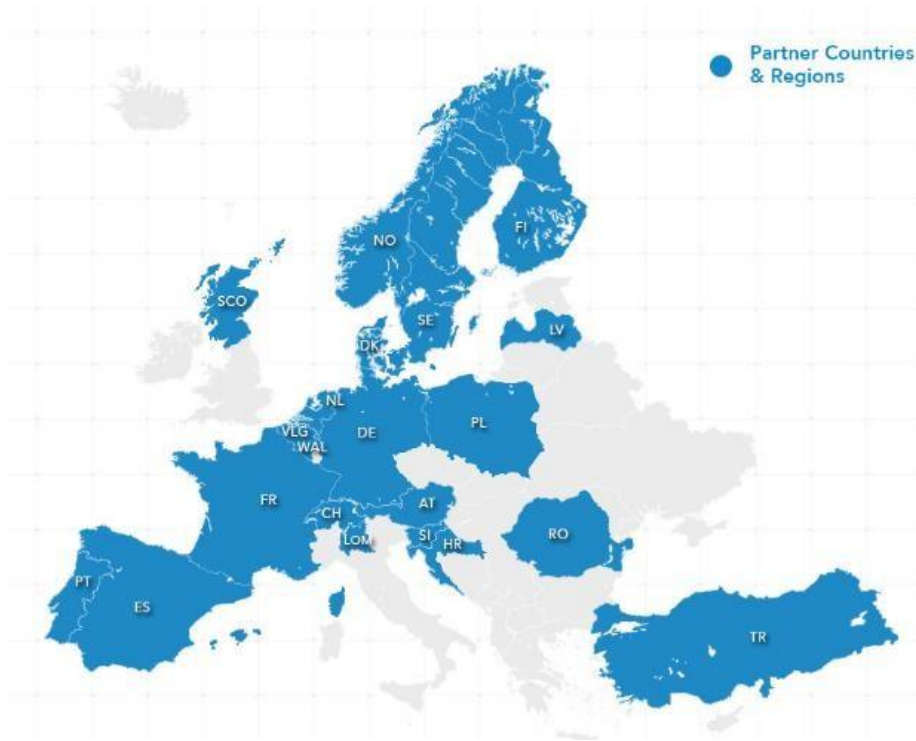 Partner Countries
& Regions
NO
FI
SCO
SE
LV
DK
NL
VLG
DE
PL
WAL
FR
AT
CH
RO
SI
LOM
HR
PT
ES
TR